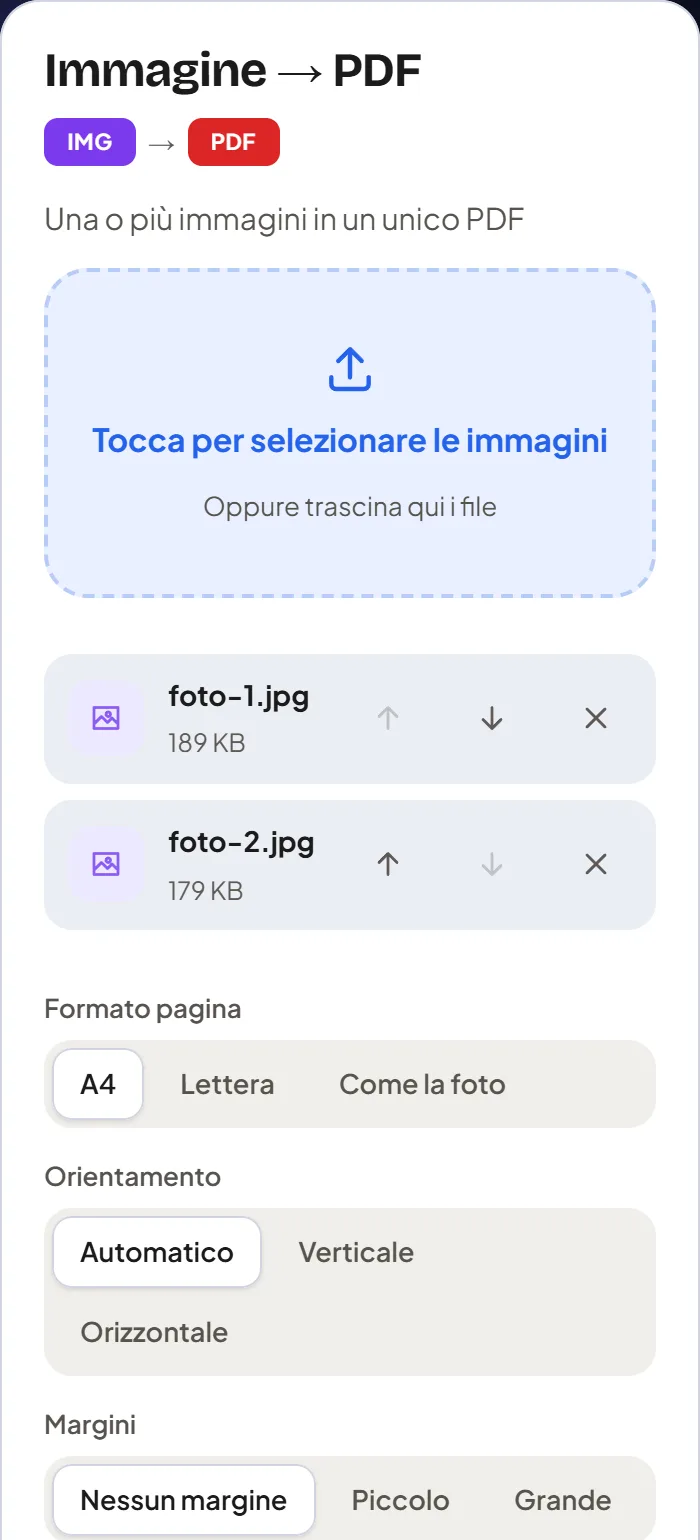 Immagine → PDF
IMG → PDF
Una o più immagini in un unico PDF
Tocca per selezionare le immagini
Oppure trascina qui i file
foto-1.jpg
189 KB
foto-2.jpg
179 KB
Formato pagina
A4 Lettera Come la foto
Orientamento
Automatico Verticale
Orizzontale
Margini
Nessun margine Piccolo Grande